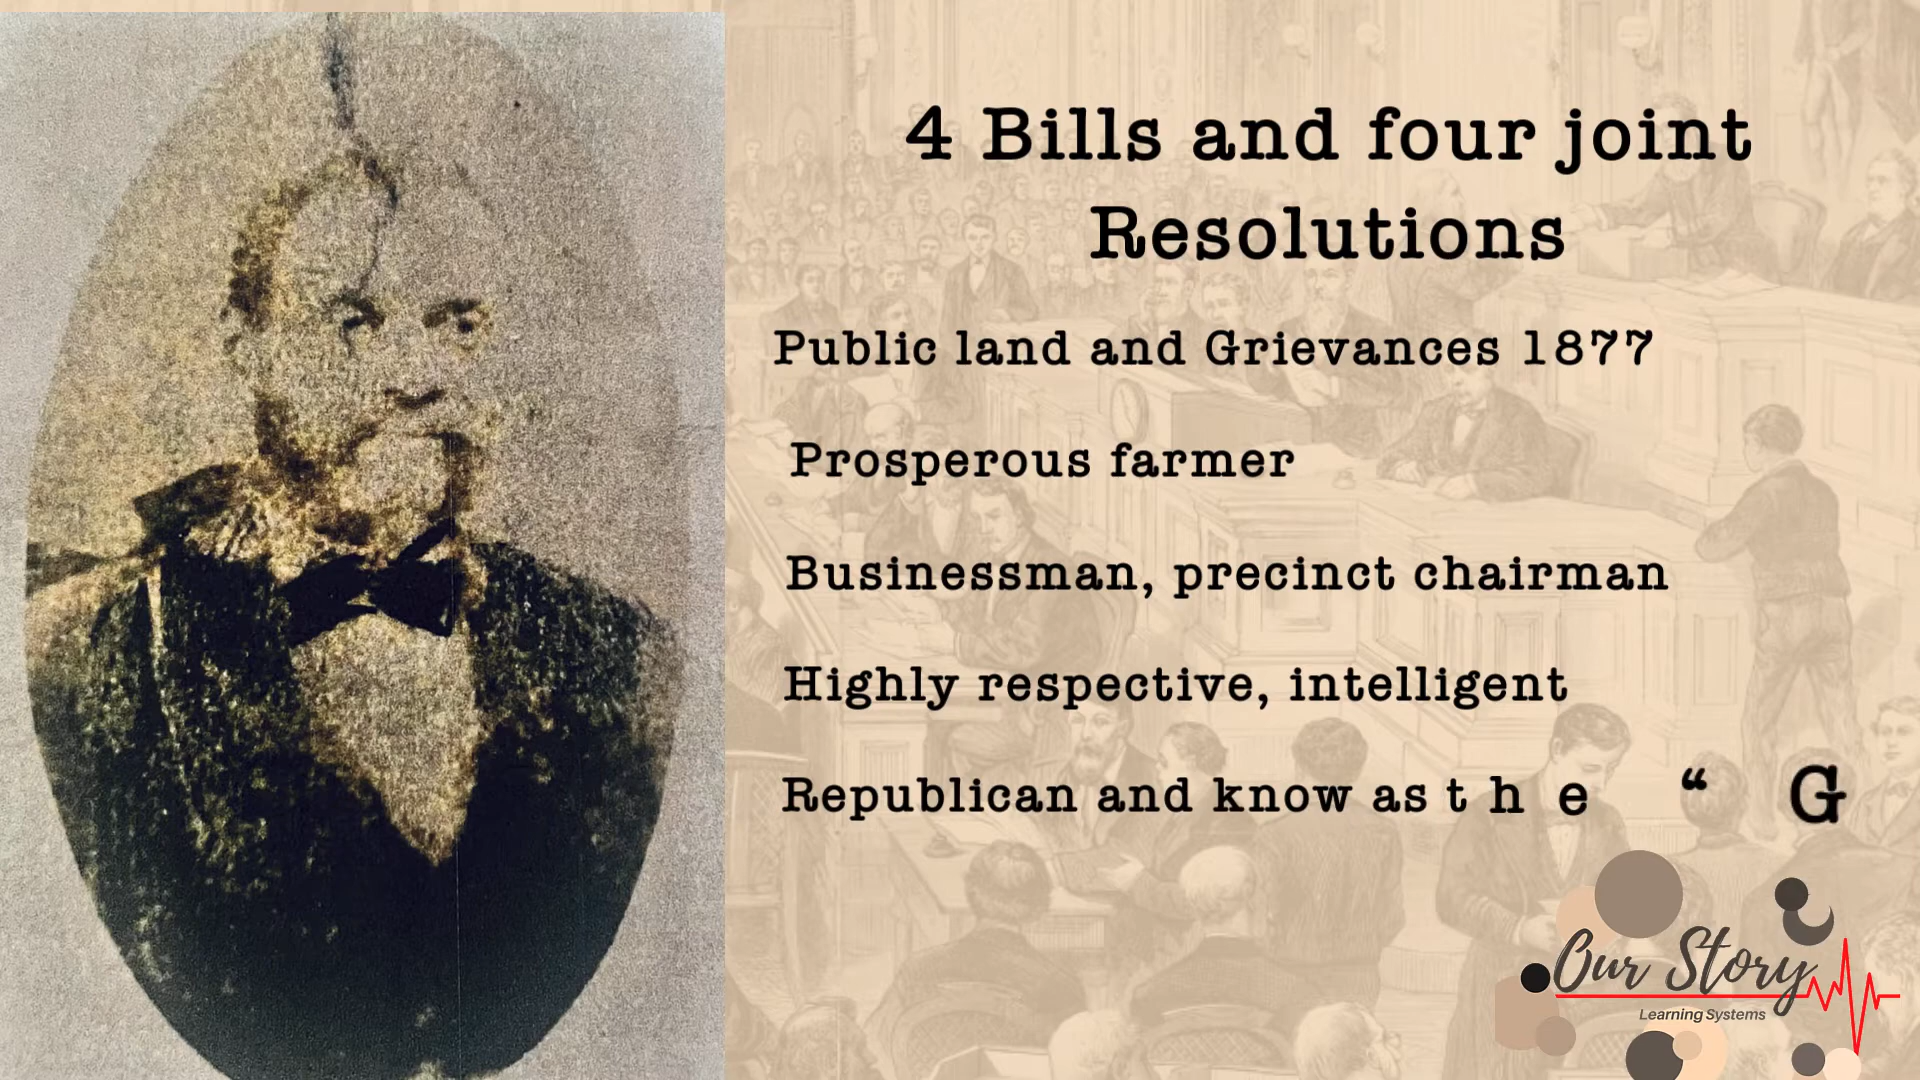 4 Bills and four joint
Resolutions
Public land and Grievances 1877
Prosperous farmer
Businessman, precinct chairman
Highly respective, intelligent
Republican and know as the “ G
Our Story
Learning Systems